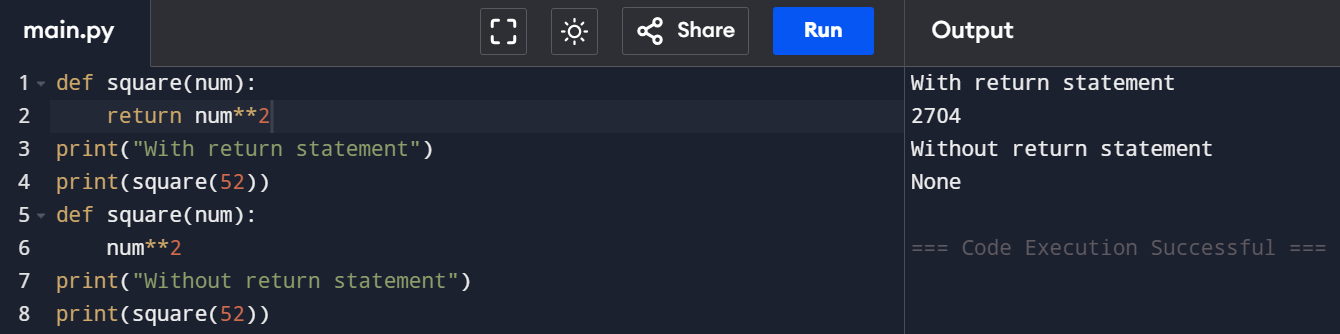 main.py
Share
Run
Output
1 def square(num):
2     return num**2
3 print("With return statement")
4 print(square(52))
5 def square(num):
6     num**2
7 print("Without return statement")
8 print(square(52))
With return statement
2704
Without return statement
None
=== Code Execution Successful ===